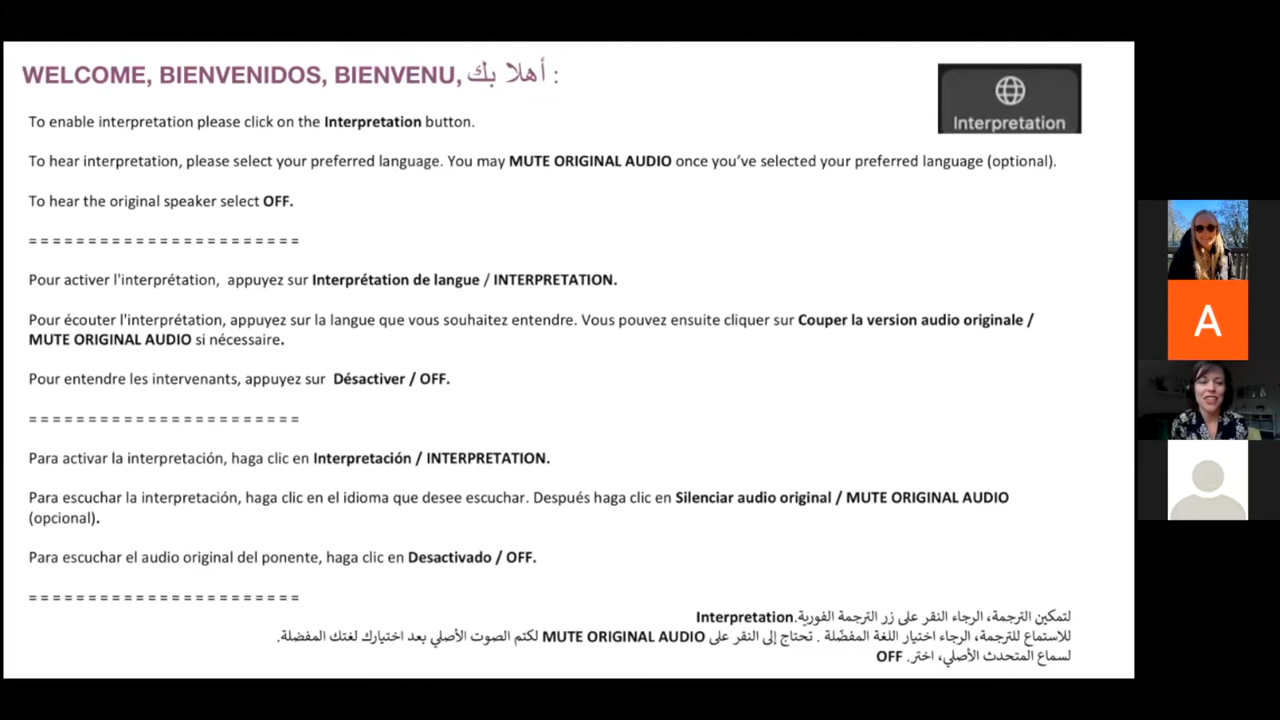 WELCOME, BIENVENIDOS, BIENVENU, أهلا بك :
Interpretation
To enable interpretation please click on the Interpretation button.
To hear interpretation, please select your preferred language. You may MUTE ORIGINAL AUDIO once you’ve selected your preferred language (optional).
To hear the original speaker select OFF.
= = = = = = = = = = = = = = = = = = = = = = =
Pour activer l'interprétation,  appuyez sur Interprétation de langue / INTERPRETATION.
Pour écouter l'interprétation, appuyez sur la langue que vous souhaitez entendre. Vous pouvez ensuite cliquer sur Couper la version audio originale /
MUTE ORIGINAL AUDIO si nécessaire.
Pour entendre les intervenants, appuyez sur  Désactiver / OFF.
= = = = = = = = = = = = = = = = = = = = = = =
Para activar la interpretación, haga clic en Interpretación / INTERPRETATION.
Para escuchar la interpretación, haga clic en el idioma que desee escuchar. Después haga clic en Silenciar audio original / MUTE ORIGINAL AUDIO
(opcional).
Para escuchar el audio original del ponente, haga clic en Desactivado / OFF.
= = = = = = = = = = = = = = = = = = = = = = =
لتمكين الترجمة، الرجاء النقر على زر الترجمة الفورية.Interpretation
للاستماع للترجمة، الرجاء اختيار اللغة المفضّلة . تحتاج إلى النقر على MUTE ORIGINAL AUDIO لكتم الصوت الأصلي بعد اختيارك لغتك المفضلة.
لسماع المتحدث الأصلي، اختر. OFF
A